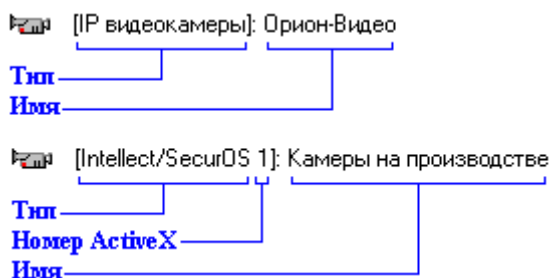 [IP видеокамеры]: Орион-Видео
Тип
Имя
[Intellect/SecurOS 1]: Камеры на производстве
Тип
Номер ActiveX
Имя